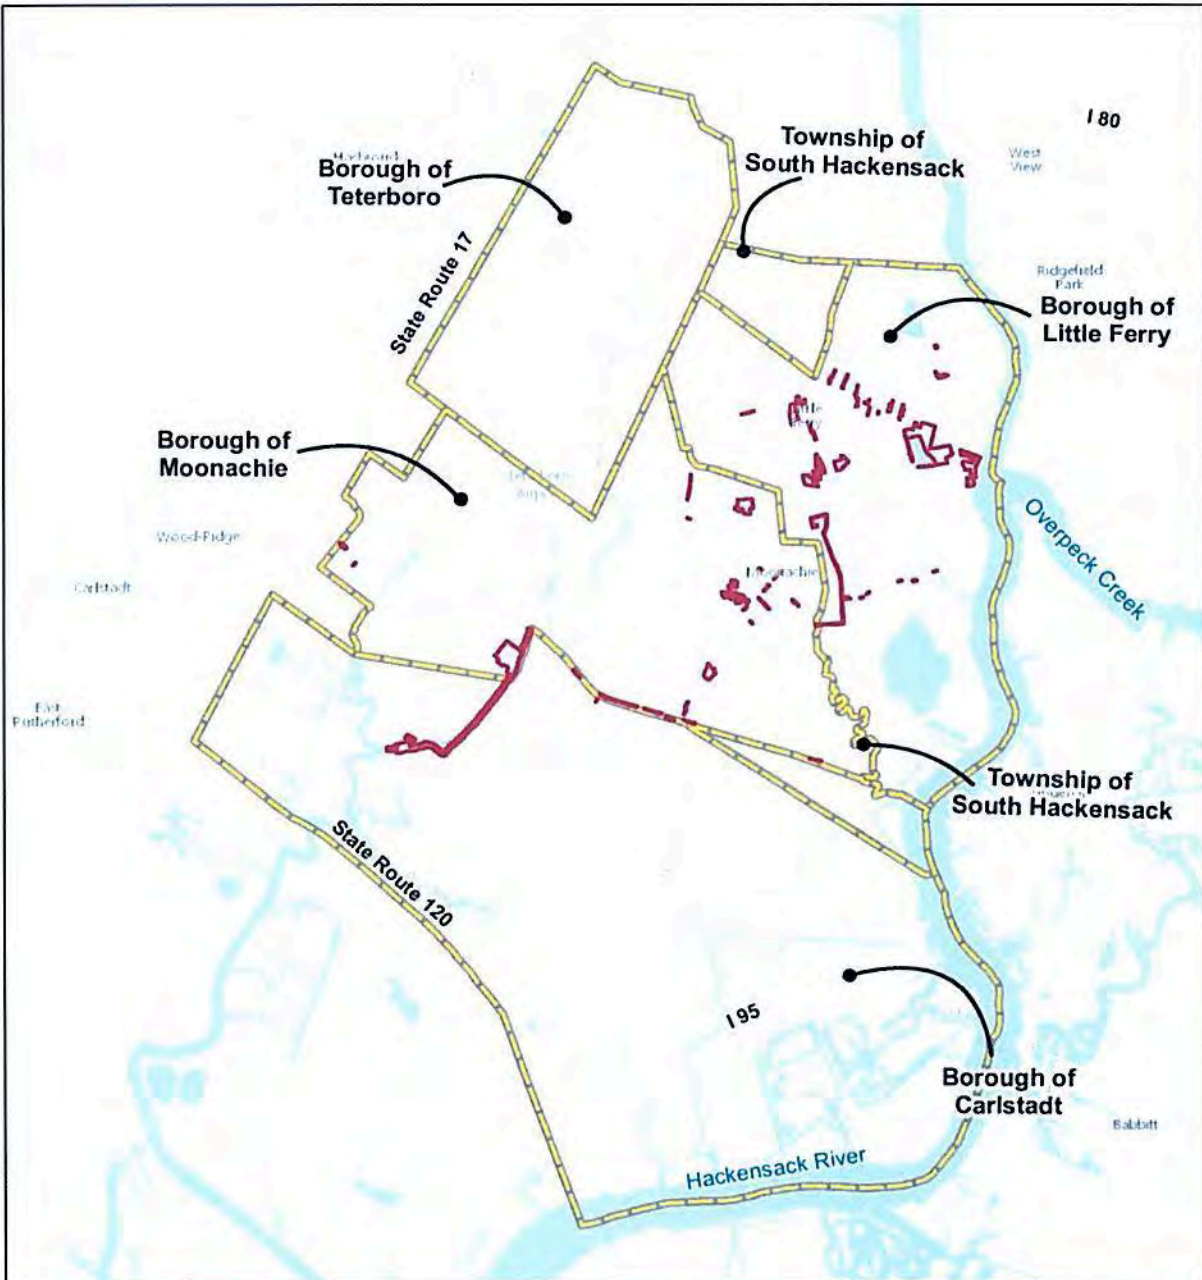 I 80
Township of
South Hackensack
West
View
Borough of
Teterboro
State Route 17
Ridgefield
Park
Borough of
Little Ferry
Borough of
Moonachie
Wood-Ridge
Overpeck Creek
Moonachie
Carlstadt
East
Rutherford
Township of
South Hackensack
State Route 120
I 95
Borough of
Carlstadt
Babbitt
Hackensack River